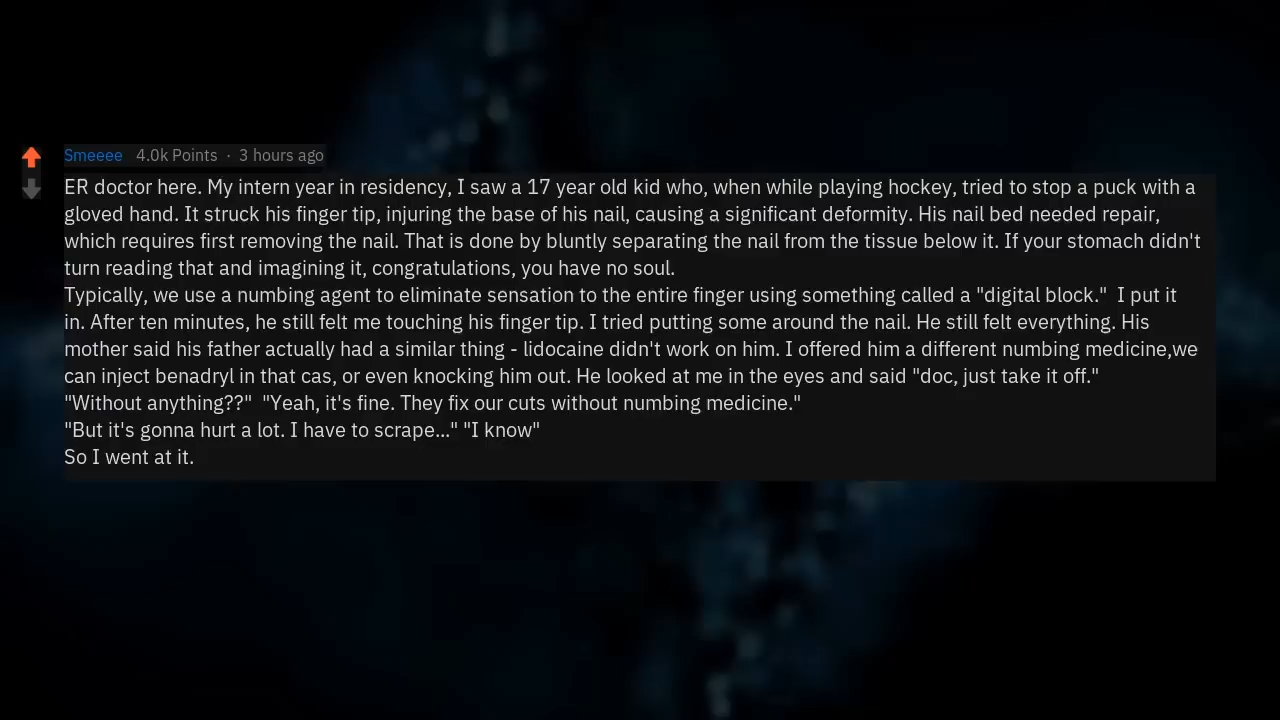 Smeeee 4.0k Points · 3 hours ago
ER doctor here. My intern year in residency, I saw a 17 year old kid who, when while playing hockey, tried to stop a puck with a
gloved hand. It struck his finger tip, injuring the base of his nail, causing a significant deformity. His nail bed needed repair,
which requires first removing the nail. That is done by bluntly separating the nail from the tissue below it. If your stomach didn't
turn reading that and imagining it, congratulations, you have no soul.
Typically, we use a numbing agent to eliminate sensation to the entire finger using something called a "digital block."  I put it
in. After ten minutes, he still felt me touching his finger tip. I tried putting some around the nail. He still felt everything. His
mother said his father actually had a similar thing - lidocaine didn't work on him. I offered him a different numbing medicine,we
can inject benadryl in that cas, or even knocking him out. He looked at me in the eyes and said "doc, just take it off."
"Without anything??"  "Yeah, it's fine. They fix our cuts without numbing medicine."
"But it's gonna hurt a lot. I have to scrape..." "I know"
So I went at it.